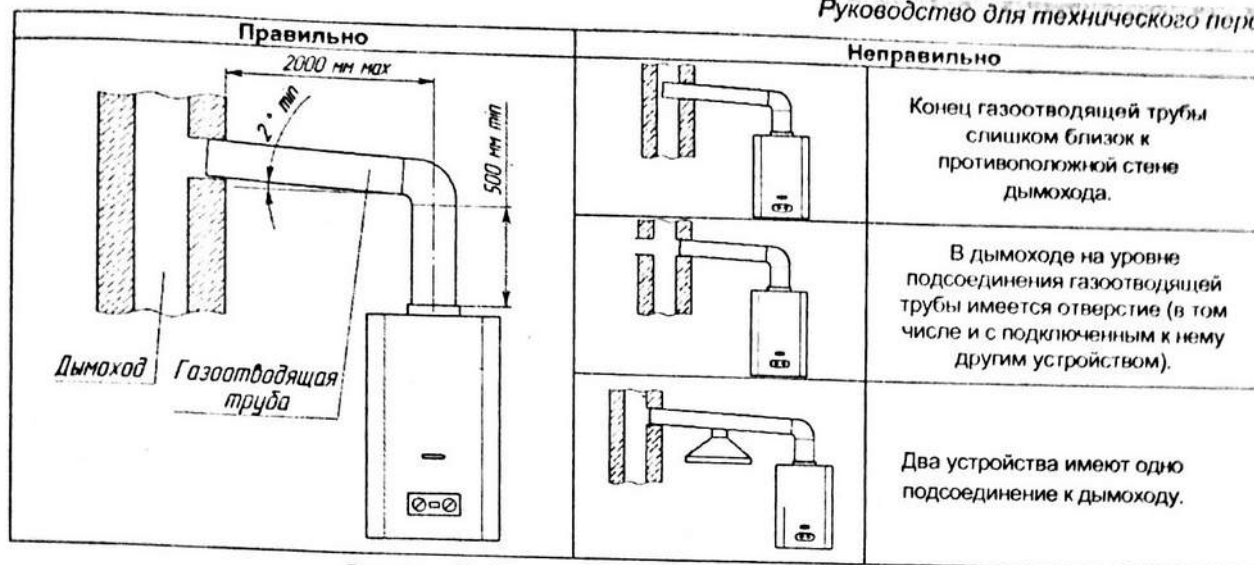 Руководство для технического
Правильно
Неправильно
2000 мм max
2° min
500 мм min
Дымоход
Газоотводящая
труба
Конец газоотводящей трубы
слишком близок к
противоположной стене
дымохода.
В дымоходе на уровне
подсоединения газоотводящей
трубы имеется отверстие (в том
числе и с подключенным к нему
другим устройством).
Два устройства имеют одно
подсоединение к дымоходу.